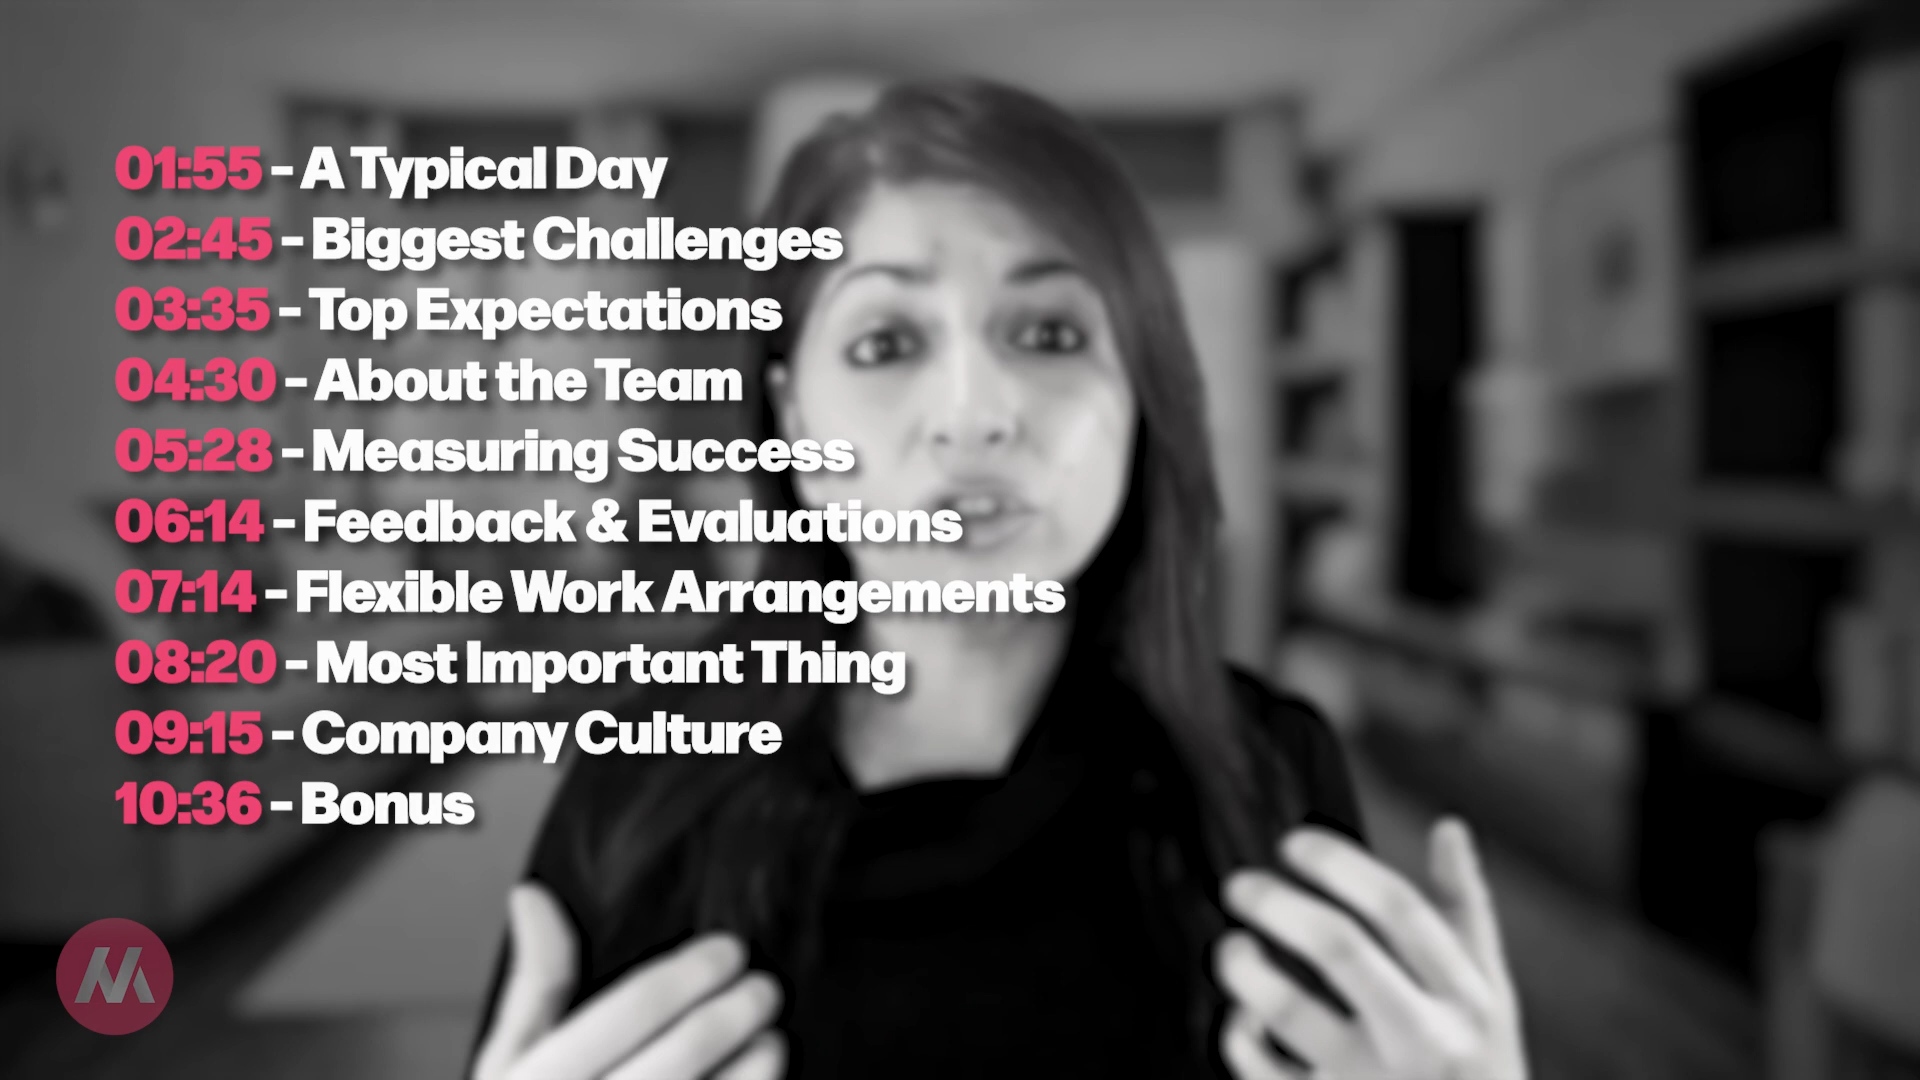 01:55 - A Typical Day
02:45 - Biggest Challenges
03:35 - Top Expectations
04:30 - About the Team
05:28 - Measuring Success
06:14 - Feedback & Evaluations
07:14 - Flexible Work Arrangements
08:20 - Most Important Thing
09:15 - Company Culture
10:36 - Bonus